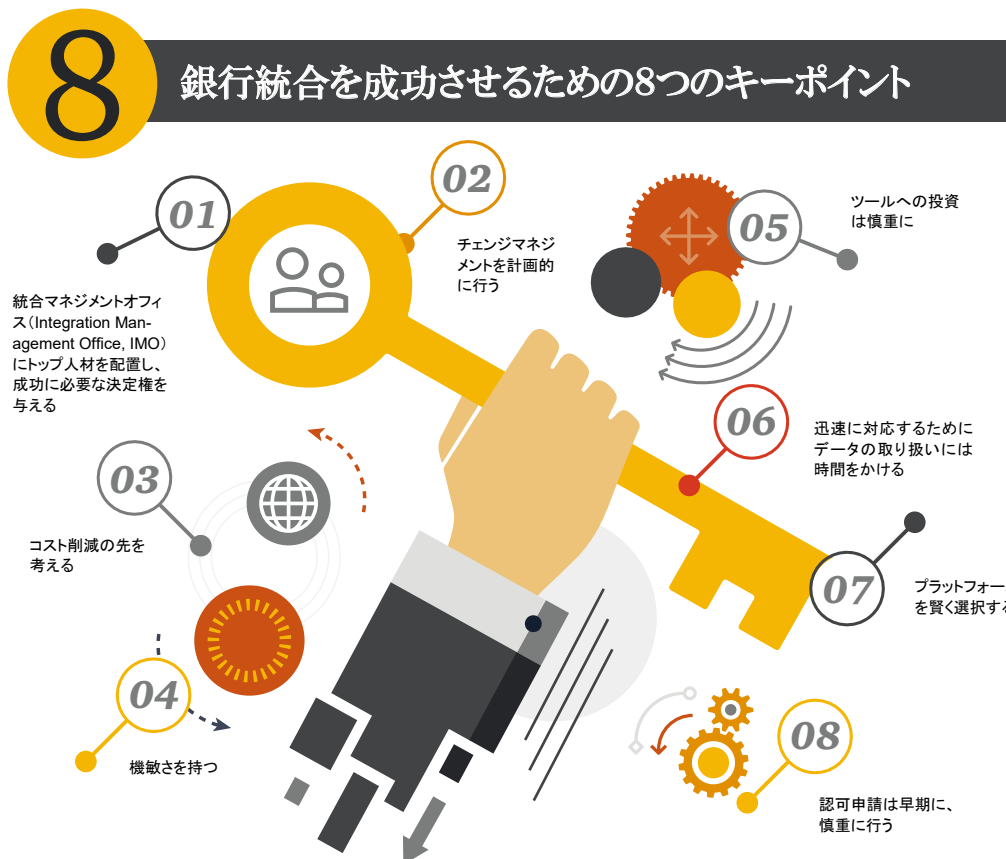 8
銀行統合を成功させるための8つのキーポイント
01
統合マネジメントオフィ
ス(Integration Man-
agement Office, IMO)
にトップ人材を配置し、
成功に必要な決定権を
与える
02
チェンジマネジ
メントを計画的
に行う
03
コスト削減の先を
考える
04
機敏さを持つ
05
ツールへの投資
は慎重に
06
迅速に対応するために
データの取り扱いには
時間をかける
07
プラットフォー
を賢く選択する
08
認可申請は早期に、
慎重に行う